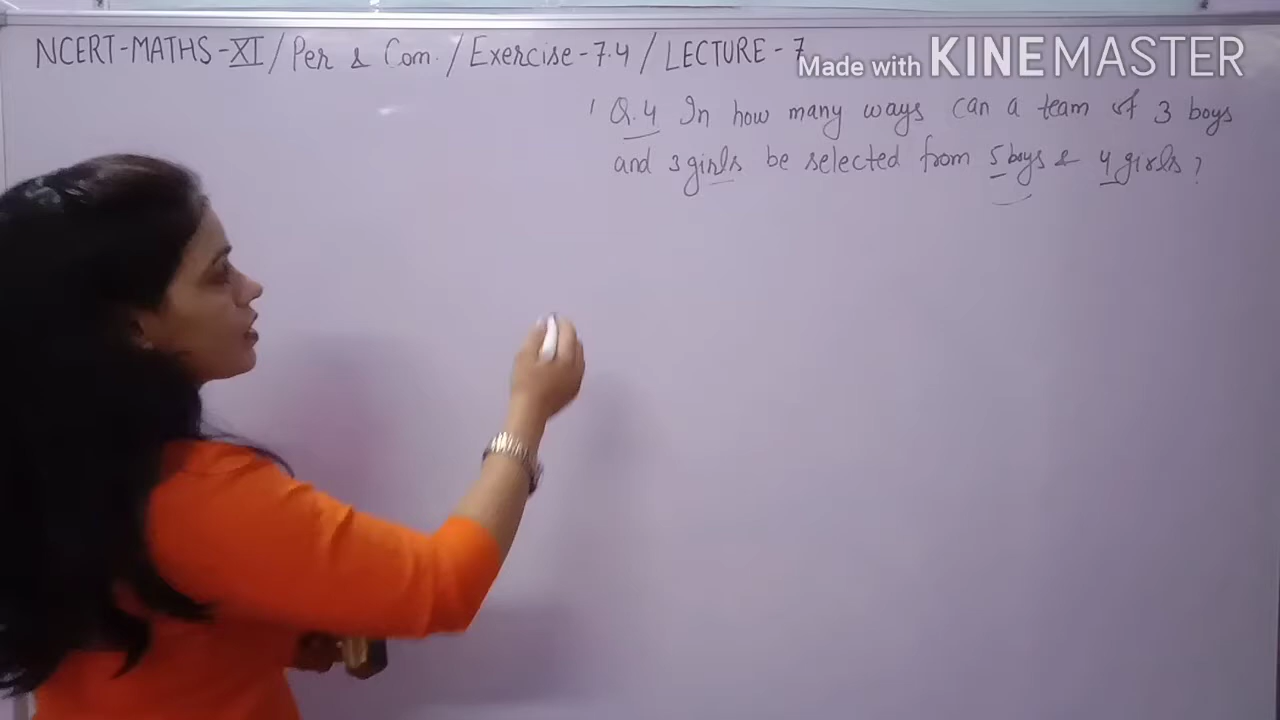 NCERT-MATHS-XI / Per & Com. / Exercise-7.4 / LECTURE-7
Made with KINEMASTER
Q.4 In how many ways can a team of 3 boys
and 3 girls be selected from 5 boys & 4 girls?